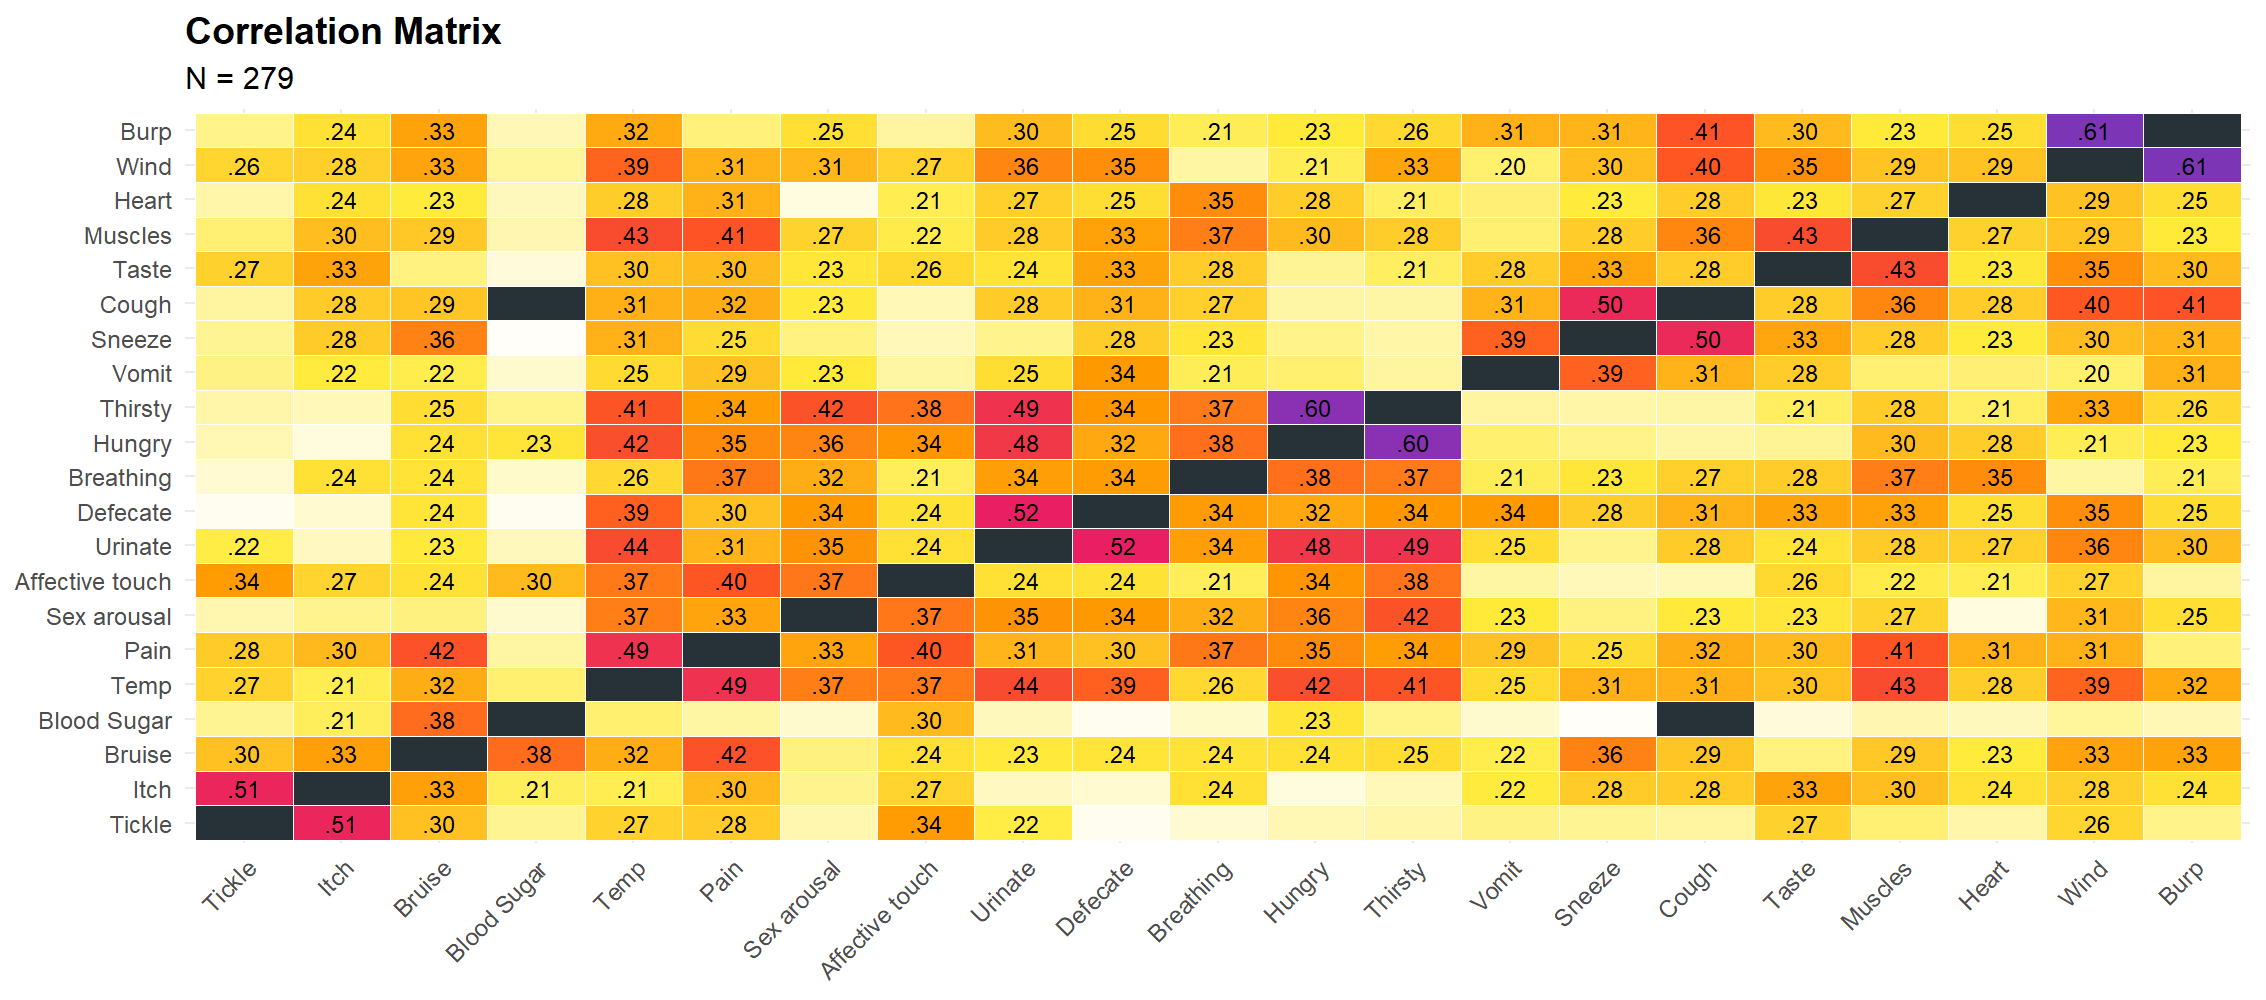 Correlation Matrix
N = 279
Burp .24 .33 .32 .25 .30 .25 .21 .23 .26 .31 .31 .41 .30 .23 .25 .61
Wind .26 .28 .33 .39 .31 .31 .27 .36 .35 .21 .33 .20 .30 .40 .35 .29 .29 .61
Heart .24 .23 .28 .31 .21 .27 .25 .35 .28 .21 .23 .28 .23 .27 .29 .25
Muscles .30 .29 .43 .41 .27 .22 .28 .33 .37 .30 .28 .28 .36 .43 .27 .29 .23
Taste .27 .33 .30 .30 .23 .26 .24 .33 .28 .21 .28 .33 .28 .43 .23 .35 .30
Cough .28 .29 .31 .32 .23 .28 .31 .27 .31 .50 .28 .36 .28 .40 .41
Sneeze .28 .36 .31 .25 .28 .23 .39 .50 .33 .28 .23 .30 .31
Vomit .22 .22 .25 .29 .23 .25 .34 .21 .39 .31 .28 .20 .31
Thirsty .25 .41 .34 .42 .38 .49 .34 .37 .60 .21 .28 .21 .33 .26
Hungry .24 .23 .42 .35 .36 .34 .48 .32 .38 .60 .30 .28 .21 .23
Breathing .24 .24 .26 .37 .32 .21 .34 .34 .38 .37 .21 .23 .27 .28 .37 .35 .21
Defecate .24 .39 .30 .34 .24 .52 .34 .32 .34 .34 .28 .31 .33 .33 .25 .35 .25
Urinate .22 .23 .44 .31 .35 .24 .52 .34 .48 .49 .25 .28 .24 .28 .27 .36 .30
Affective touch .34 .27 .24 .30 .37 .40 .37 .24 .24 .21 .34 .38 .26 .22 .21 .27
Sex arousal .37 .33 .37 .35 .34 .32 .36 .42 .23 .23 .23 .27 .31 .25
Pain .28 .30 .42 .49 .33 .40 .31 .30 .37 .35 .34 .29 .25 .32 .30 .41 .31 .31
Temp .27 .21 .32 .49 .37 .37 .44 .39 .26 .42 .41 .25 .31 .31 .30 .43 .28 .39 .32
Blood Sugar .21 .38 .30 .23
Bruise .30 .33 .38 .32 .42 .24 .23 .24 .24 .24 .25 .22 .36 .29 .29 .23 .33 .33
Itch .51 .33 .21 .21 .30 .27 .24 .22 .28 .28 .33 .30 .24 .28 .24
Tickle .51 .30 .27 .28 .34 .22 .27 .26
Tickle Itch Bruise Blood Sugar Temp Pain Sex arousal Affective touch Urinate Defecate Breathing Hungry Thirsty Vomit Sneeze Cough Taste Muscles Heart Wind Burp